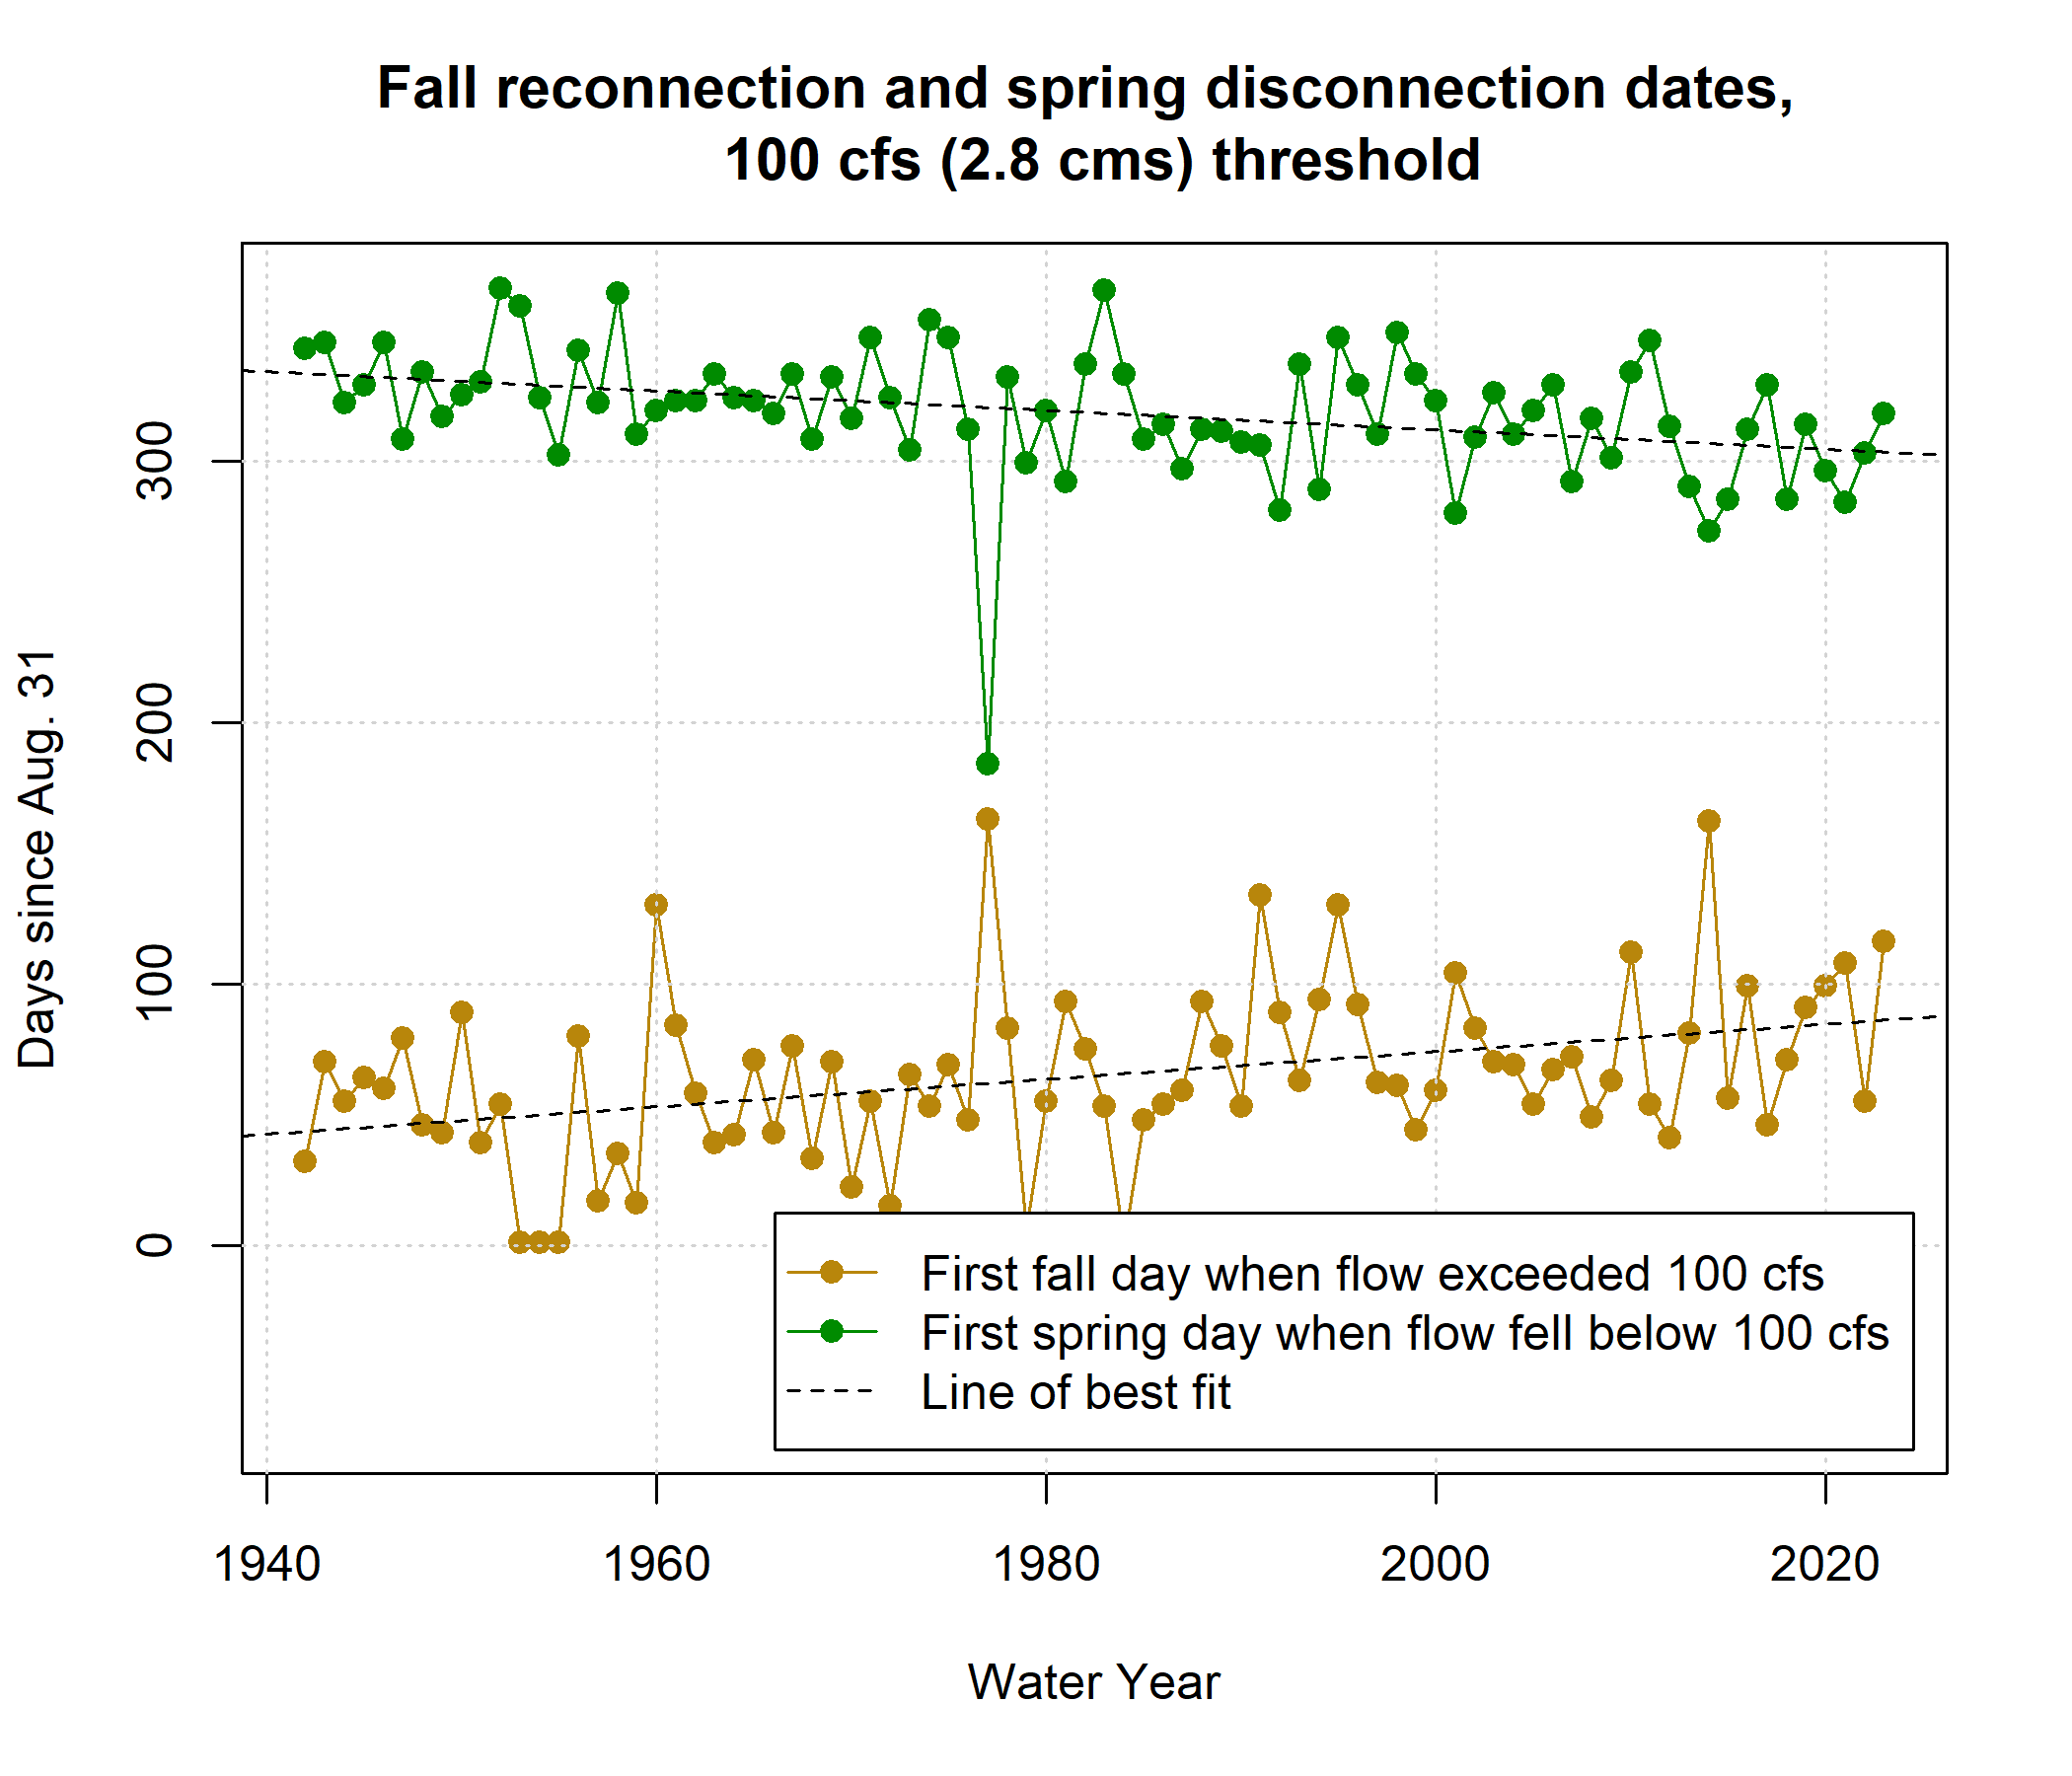 Fall reconnection and spring disconnection dates,
100 cfs (2.8 cms) threshold
Days since Aug. 31
300
200
100
0
First fall day when flow exceeded 100 cfs
First spring day when flow fell below 100 cfs
Line of best fit
1940 1960 1980 2000 2020
Water Year